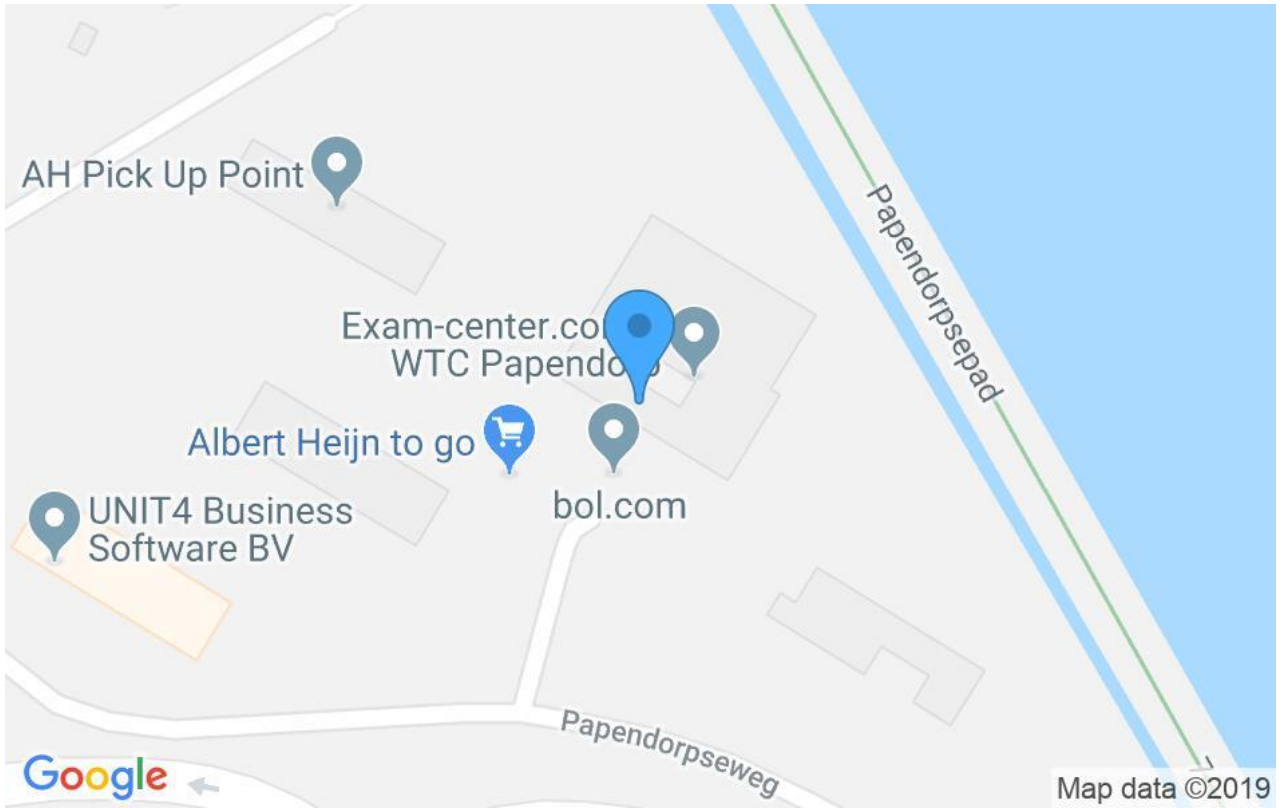 AH Pick Up Point
Papendorpsepad
Exam-center.co
WTC Papendo
Albert Heijn to go
UNIT4 Business
Software BV
bol.com
Papendorpseweg
Google
Map data ©2019